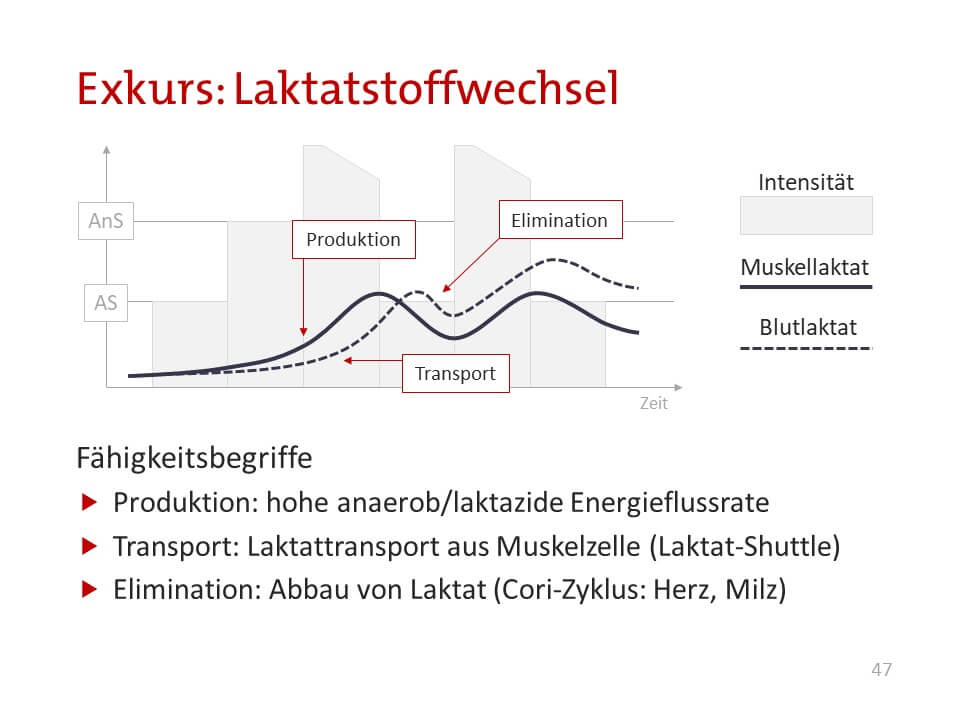 Exkurs: Laktatstoffwechsel
Intensität
AnS
Elimination
Produktion
Muskellaktat
AS
Blutlaktat
Transport
Zeit
Fähigkeitsbegriffe
Produktion: hohe anaerob/laktazide Energieflussrate
Transport: Laktattransport aus Muskelzelle (Laktat-Shuttle)
Elimination: Abbau von Laktat (Cori-Zyklus: Herz, Milz)
47